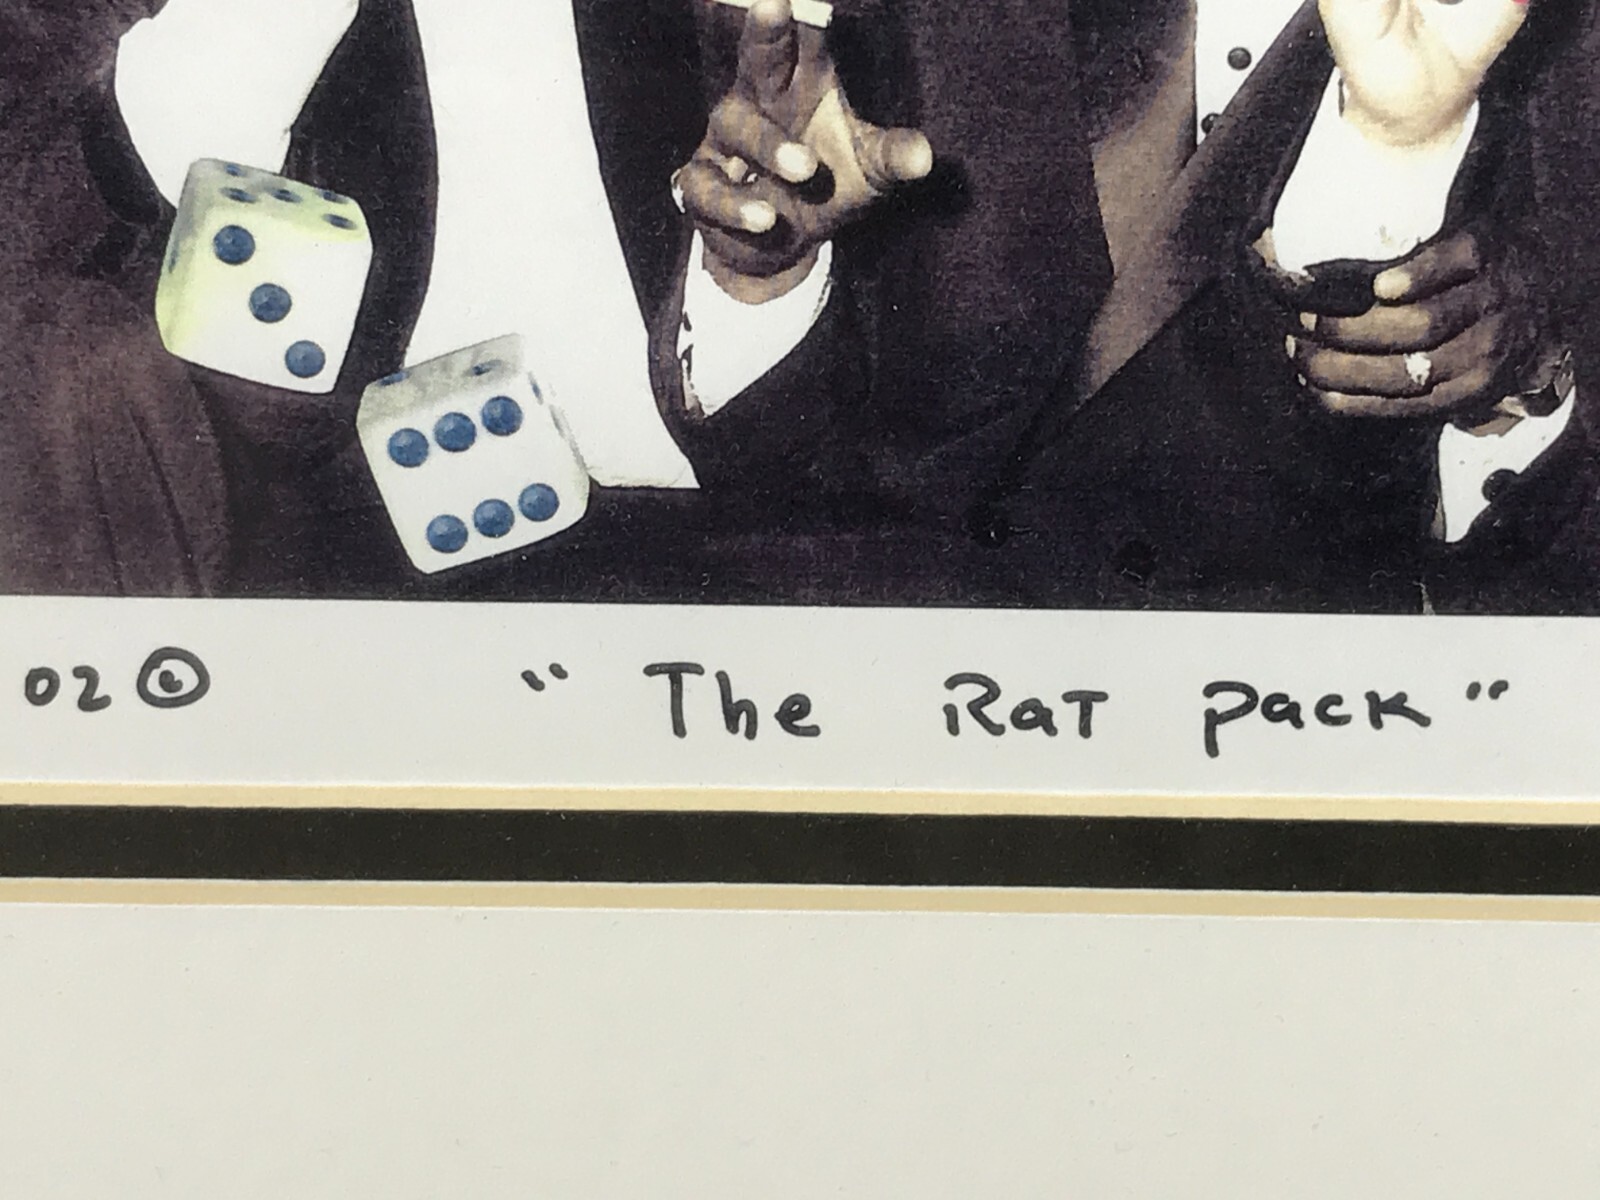 02 © " The Rat Pack "